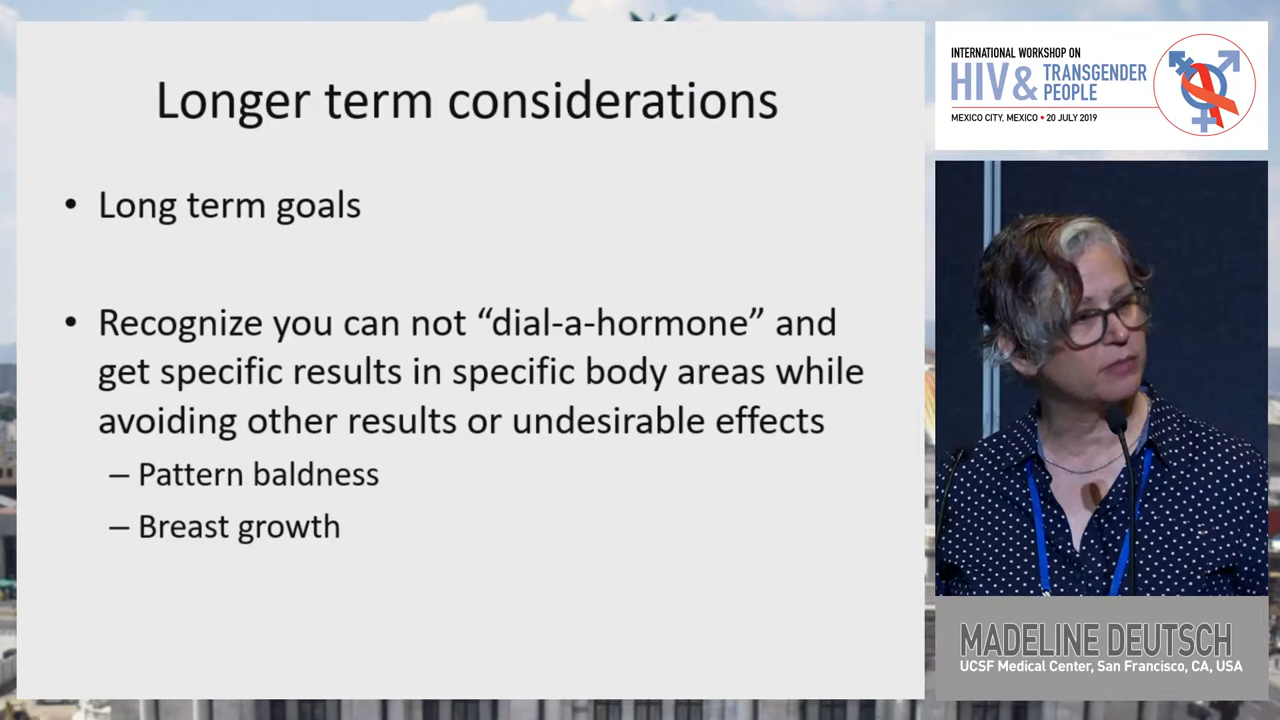 Longer term considerations
• Long term goals
• Recognize you can not “dial-a-hormone” and
get specific results in specific body areas while
avoiding other results or undesirable effects
– Pattern baldness
– Breast growth
INTERNATIONAL WORKSHOP ON
HIV & TRANSGENDER PEOPLE
MEXICO CITY, MEXICO • 20 JULY 2019
MADELINE DEUTSCH
UCSF Medical Center, San Francisco, CA, USA